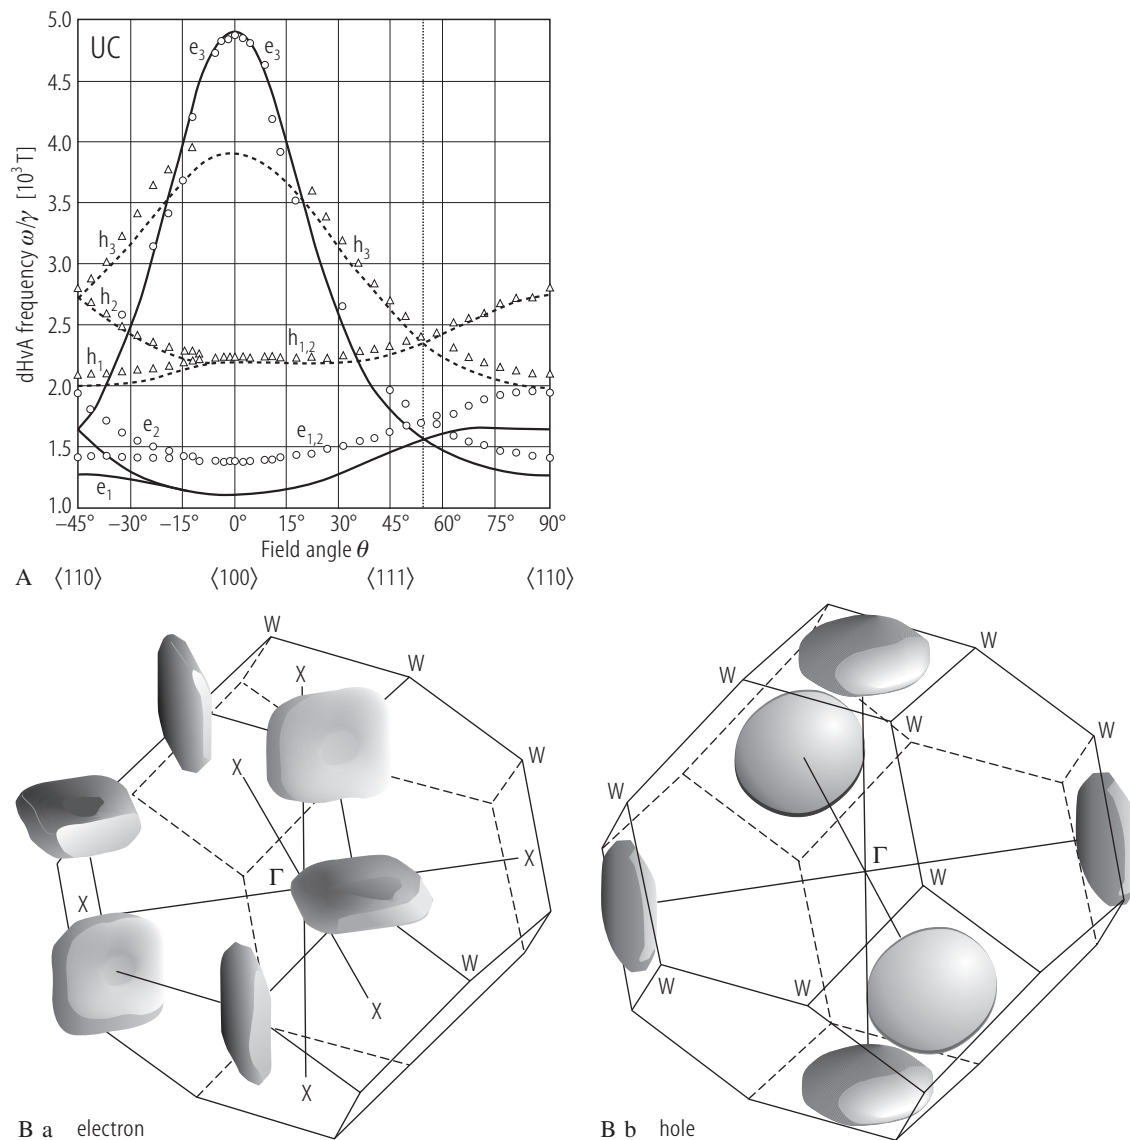 UC
dHvA frequency ω/γ [10³T]
5.0
4.5
4.0
3.5
3.0
2.5
2.0
1.5
1.0
e₃ e₃
h₃ h₃
h₂
h₁ h₁,₂
e₂ e₁,₂
e₁
−45° −30° −15° 0° 15° 30° 45° 60° 75° 90°
Field angle θ
A ⟨110⟩ ⟨100⟩ ⟨111⟩ ⟨110⟩
W
W
X
W
X
Γ
X
X
W
X
X
B a electron
W
W
W
W
W
Γ
W
W
W
B b hole